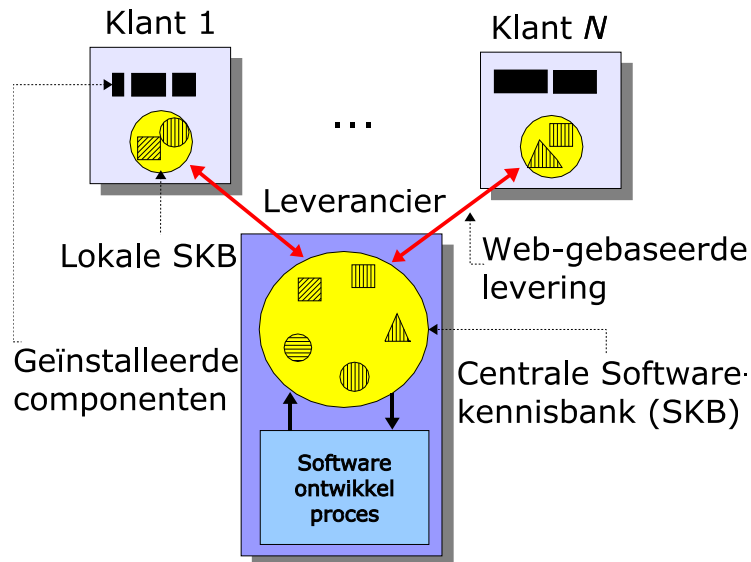 Klant 1
Klant N
...
Leverancier
Lokale SKB
Web-gebaseerde
levering
Geïnstalleerde
componenten
Centrale Software-
kennisbank (SKB)
Software
ontwikkel
proces